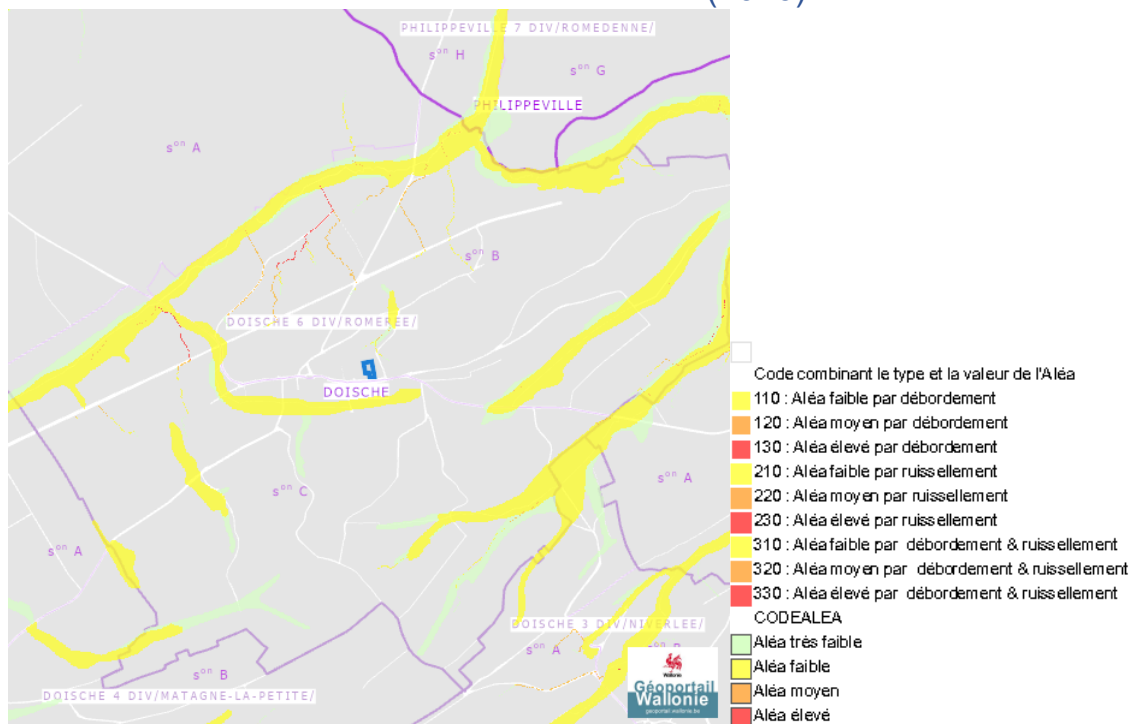 PHILIPPEVILLE 7 DIV/ROMEDENNE/
sᵒⁿ H
sᵒⁿ G
PHILIPPEVILLE
sᵒⁿ A
sᵒⁿ B
DOISCHE 6 DIV/ROMEREE/
DOISCHE
sᵒⁿ A
sᵒⁿ C
sᵒⁿ A
DOISCHE 3 DIV/NIVERLEE/
sᵒⁿ A
sᵒⁿ B
DOISCHE 4 DIV/MATAGNE-LA-PETITE/
Wallonie
Géoportail
Wallonie
geoportail.wallonie.be
Code combinant le type et la valeur de l'Aléa
110 : Aléa faible par débordement
120 : Aléa moyen par débordement
130 : Aléa élevé par débordement
210 : Aléa faible par ruissellement
220 : Aléa moyen par ruissellement
230 : Aléa élevé par ruissellement
310 : Aléa faible par débordement & ruissellement
320 : Aléa moyen par débordement & ruissellement
330 : Aléa élevé par débordement & ruissellement
CODEALEA
Aléa très faible
Aléa faible
Aléa moyen
Aléa élevé